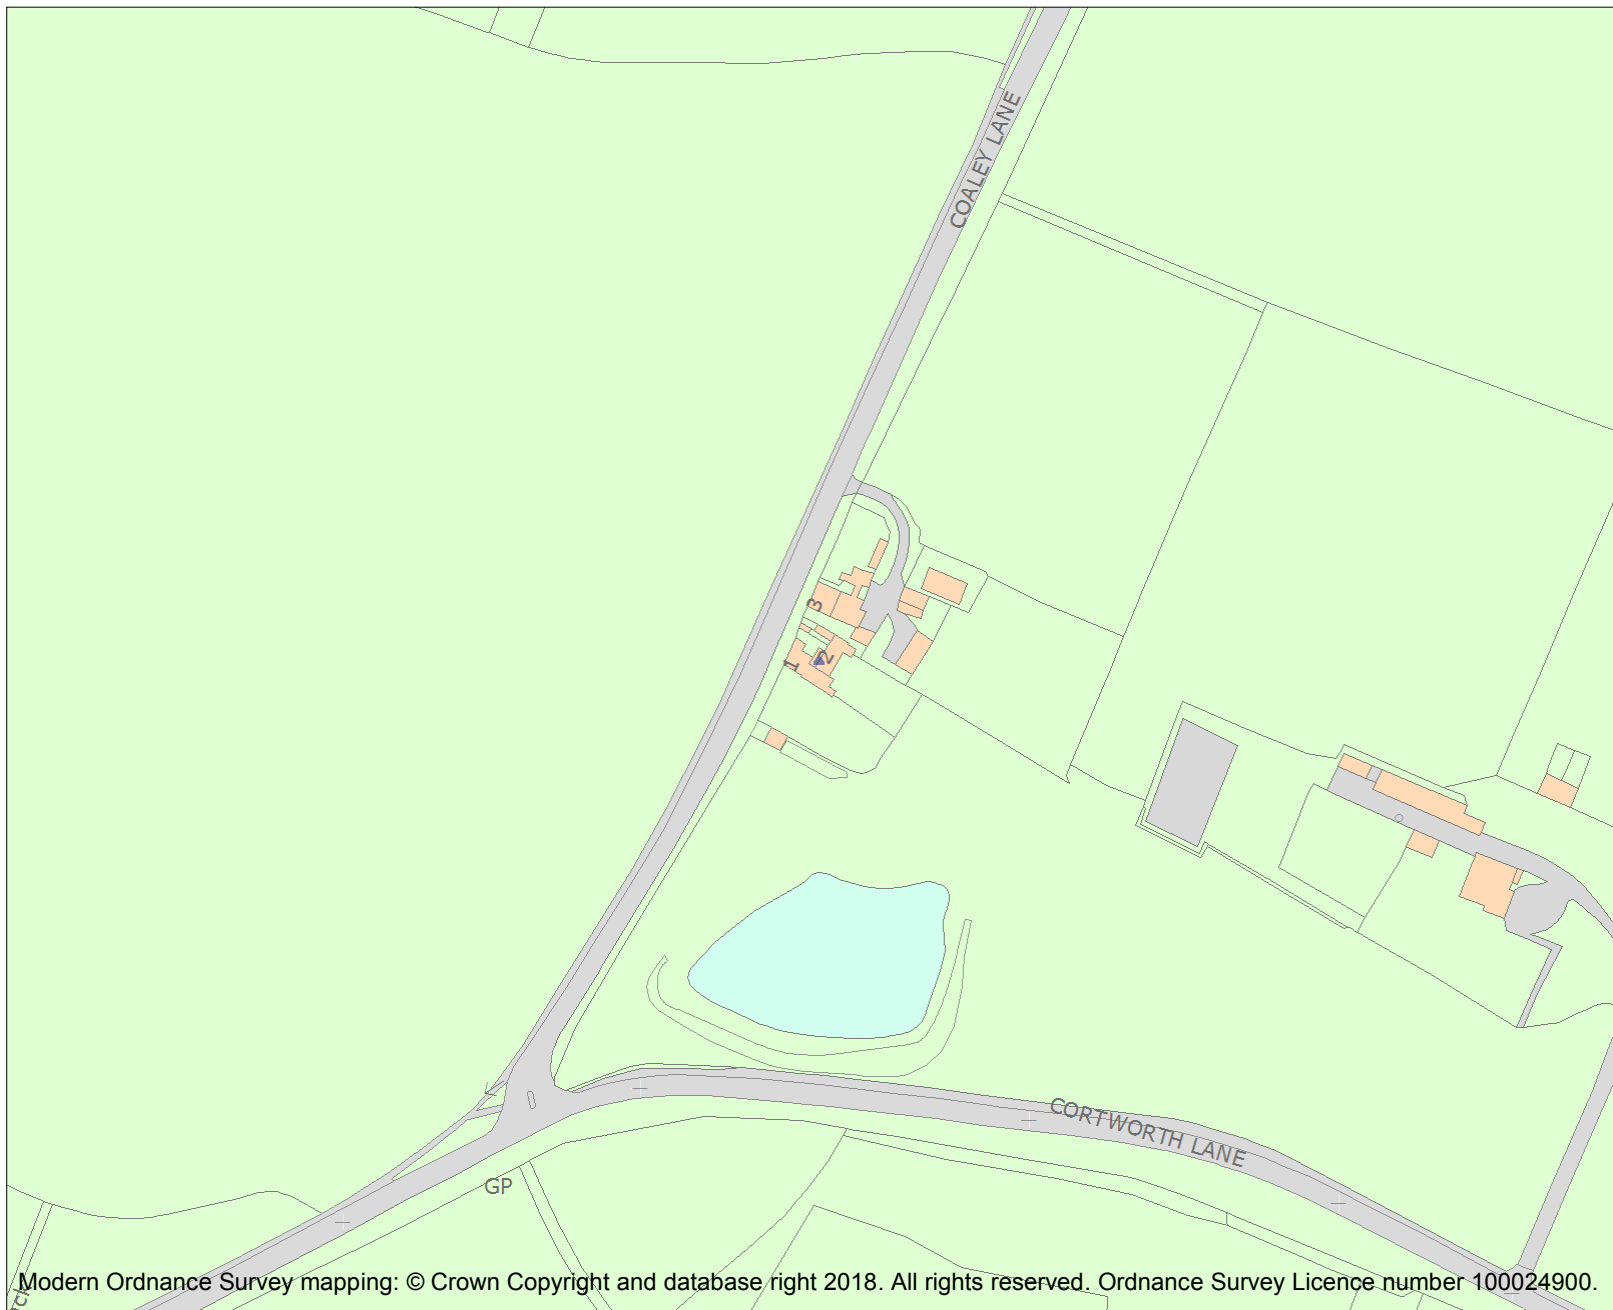 COALEY LANE
3
1
2
CORTWORTH LANE
GP
Modern Ordnance Survey mapping: © Crown Copyright and database right 2018. All rights reserved. Ordnance Survey Licence number 100024900.